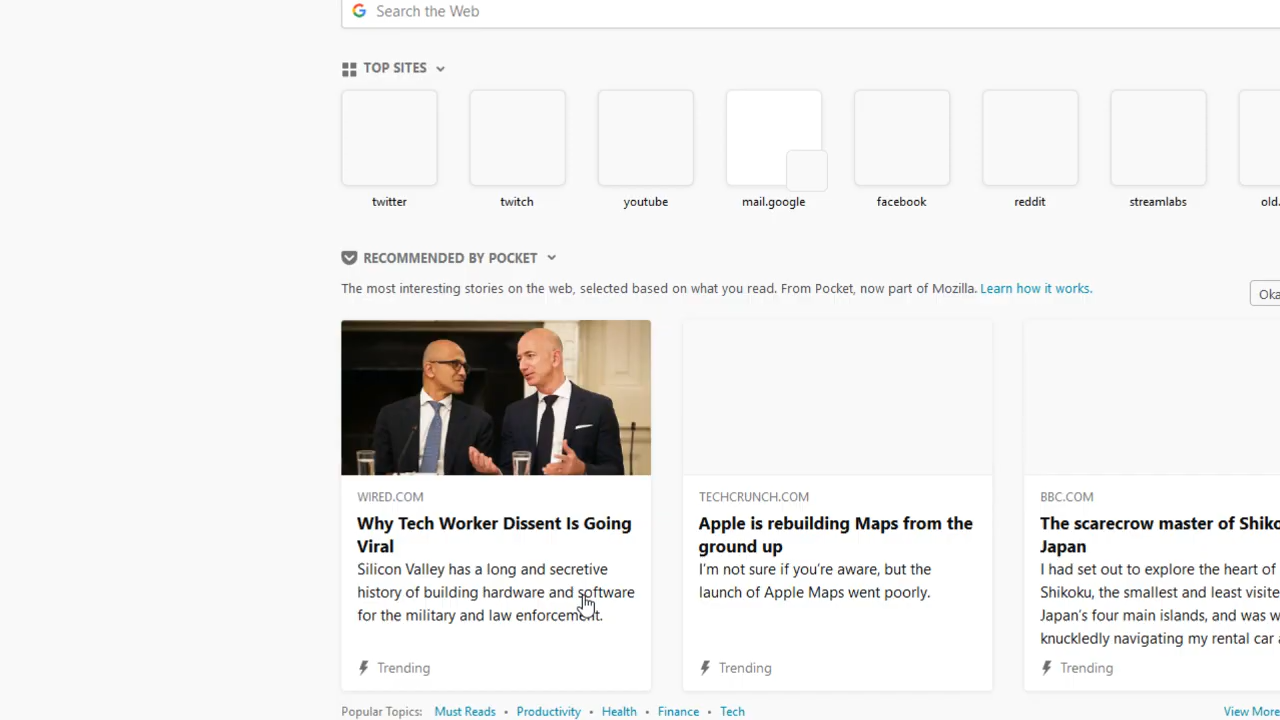 Search the Web
TOP SITES
twitter
twitch
youtube
mail.google
facebook
reddit
streamlabs
old.
RECOMMENDED BY POCKET
The most interesting stories on the web, selected based on what you read. From Pocket, now part of Mozilla. Learn how it works.
Oka
WIRED.COM
Why Tech Worker Dissent Is Going
Viral
Silicon Valley has a long and secretive
history of building hardware and software
for the military and law enforcement.
Trending
TECHCRUNCH.COM
Apple is rebuilding Maps from the
ground up
I'm not sure if you're aware, but the
launch of Apple Maps went poorly.
Trending
BBC.COM
The scarecrow master of Shiko
Japan
I had set out to explore the heart of
Shikoku, the smallest and least visite
Japan's four main islands, and was w
knuckledly navigating my rental car a
Trending
Popular Topics: Must Reads • Productivity • Health • Finance • Tech
View More